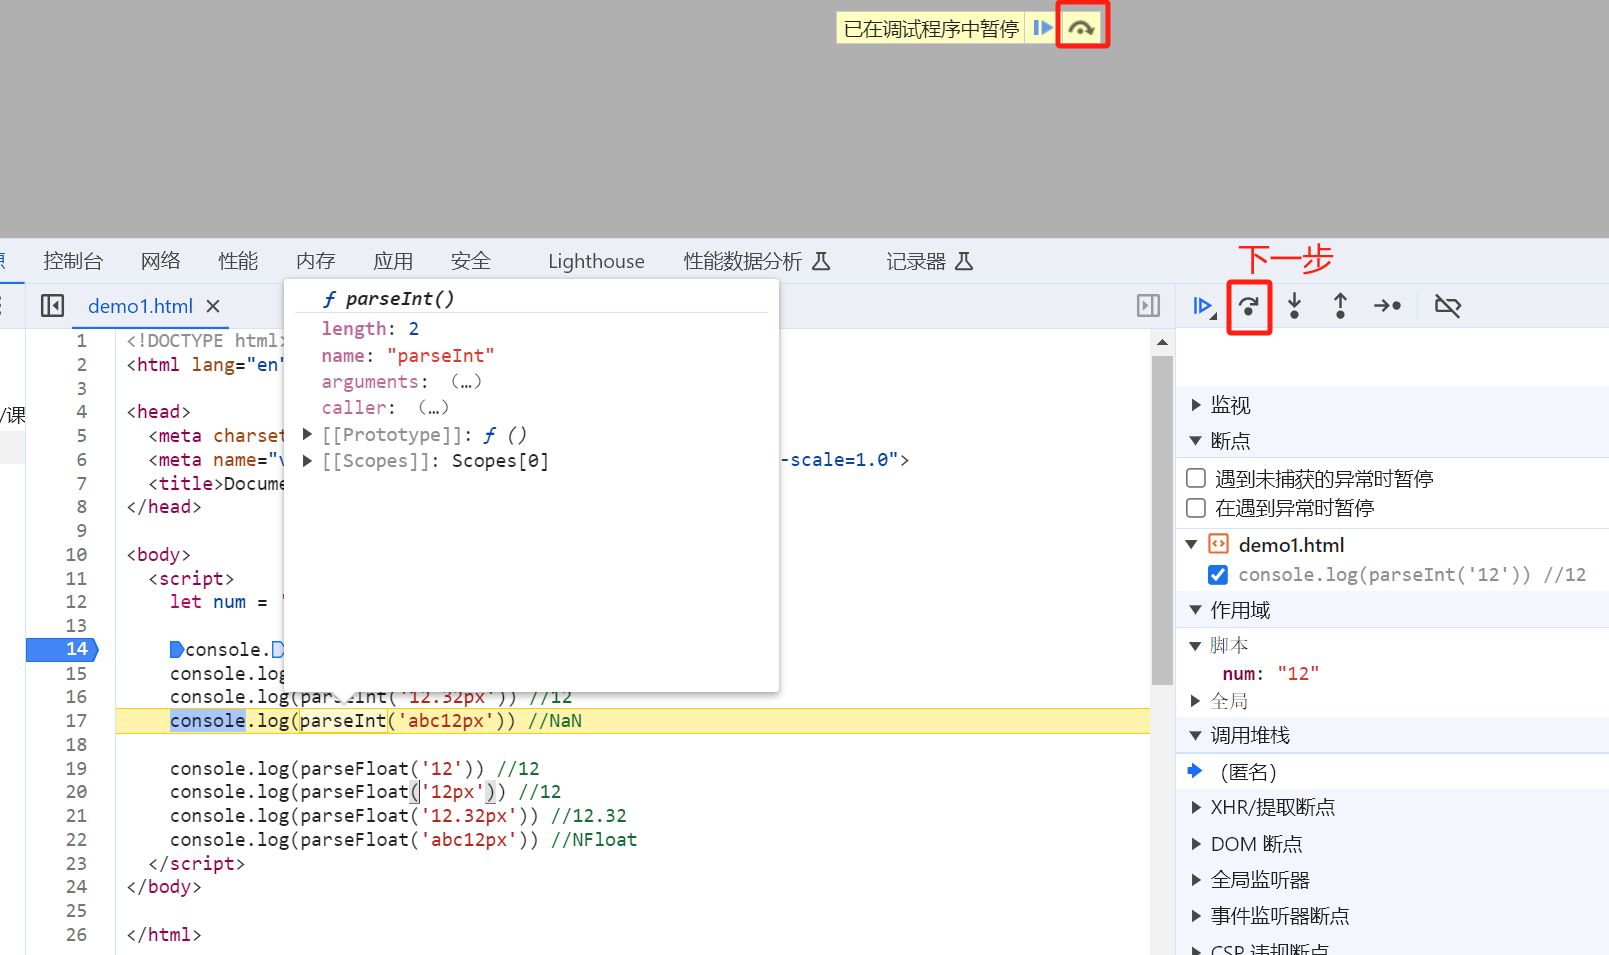 已在调试程序中暂停
控制台 网络 性能 内存 应用 安全 Lighthouse 性能数据分析 记录器
下一步
demo1.html
/课
ƒ parseInt()
length: 2
name: "parseInt"
arguments: (…)
caller: (…)
[[Prototype]]: ƒ ()
[[Scopes]]: Scopes[0]
1 <!DOCTYPE html>
2 <html lang="en"
3
4 <head>
5 <meta charset
6 <meta name="v -scale=1.0">
7 <title>Docume
8 </head>
9
10 <body>
11 <script>
12 let num = '
13
14 console.
15 console.log
16 console.log(parseInt('12.32px')) //12
17 console.log(parseInt('abc12px')) //NaN
18
19 console.log(parseFloat('12')) //12
20 console.log(parseFloat('12px')) //12
21 console.log(parseFloat('12.32px')) //12.32
22 console.log(parseFloat('abc12px')) //NFloat
23 </script>
24 </body>
25
26 </html>
监视
断点
遇到未捕获的异常时暂停
在遇到异常时暂停
demo1.html
console.log(parseInt('12')) //12
作用域
脚本
num: "12"
全局
调用堆栈
(匿名)
XHR/提取断点
DOM 断点
全局监听器
事件监听器断点
CSP 违规断点